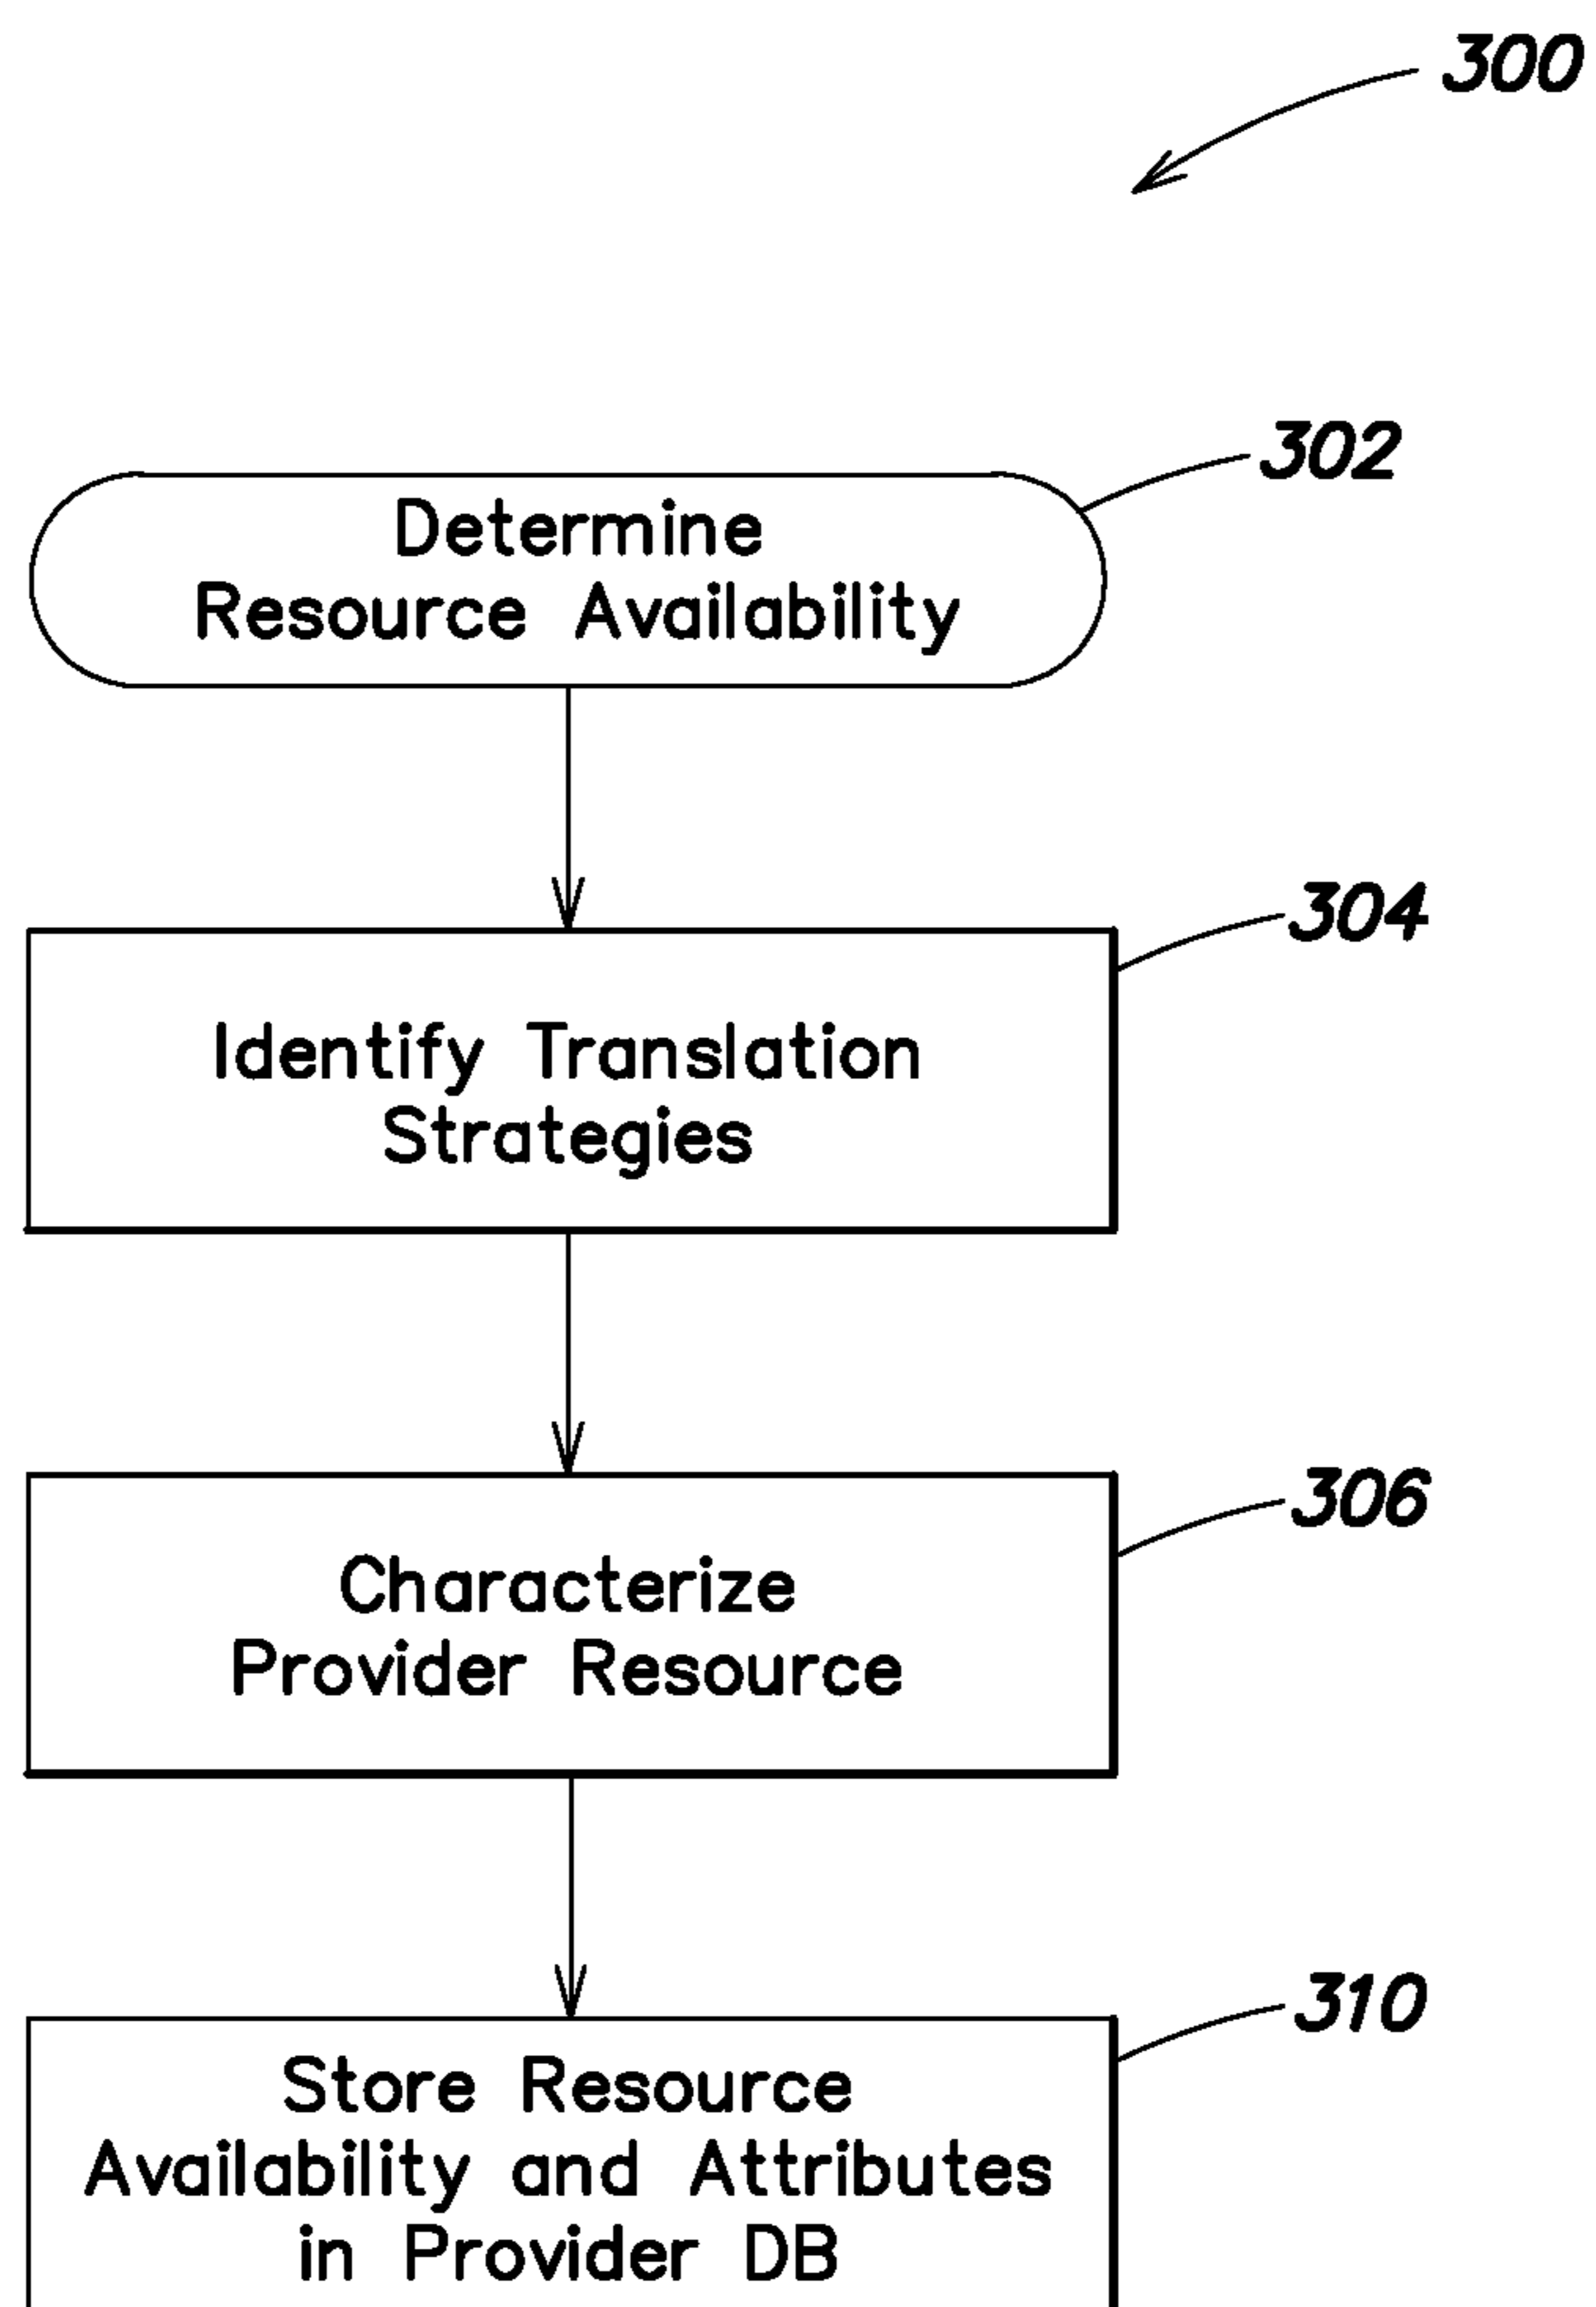 300
302
Determine
Resource Availability
304
Identify Translation
Strategies
306
Characterize
Provider Resource
310
Store Resource
Availability and Attributes
in Provider DB